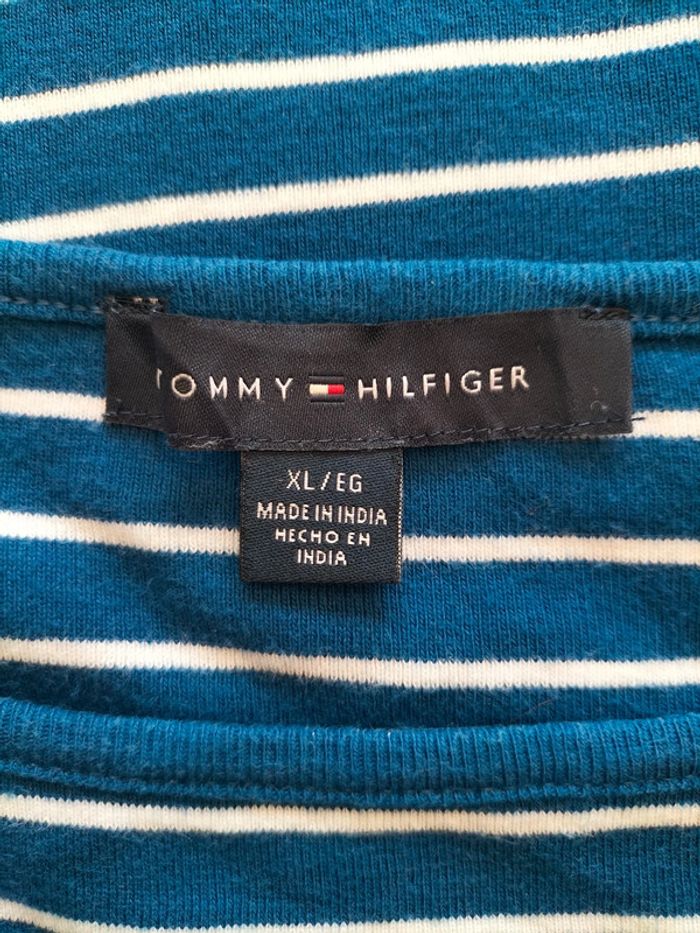 TOMMY HILFIGER
XL/EG
MADE IN INDIA
HECHO EN
INDIA